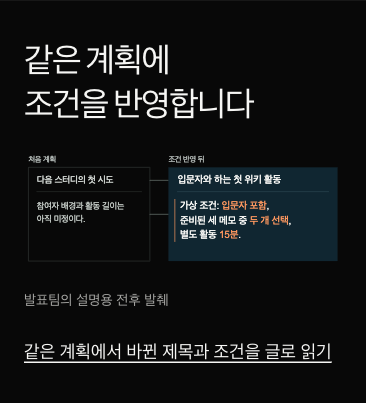 같은 계획에
조건을 반영합니다
처음 계획
다음 스터디의 첫 시도
참여자 배경과 활동 길이는
아직 미정이다.
조건 반영 뒤
입문자와 하는 첫 위키 활동
가상 조건: 입문자 포함,
준비된 세 메모 중 두 개 선택,
별도 활동 15분.
발표팀의 설명용 전후 발췌
같은 계획에서 바뀐 제목과 조건을 글로 읽기